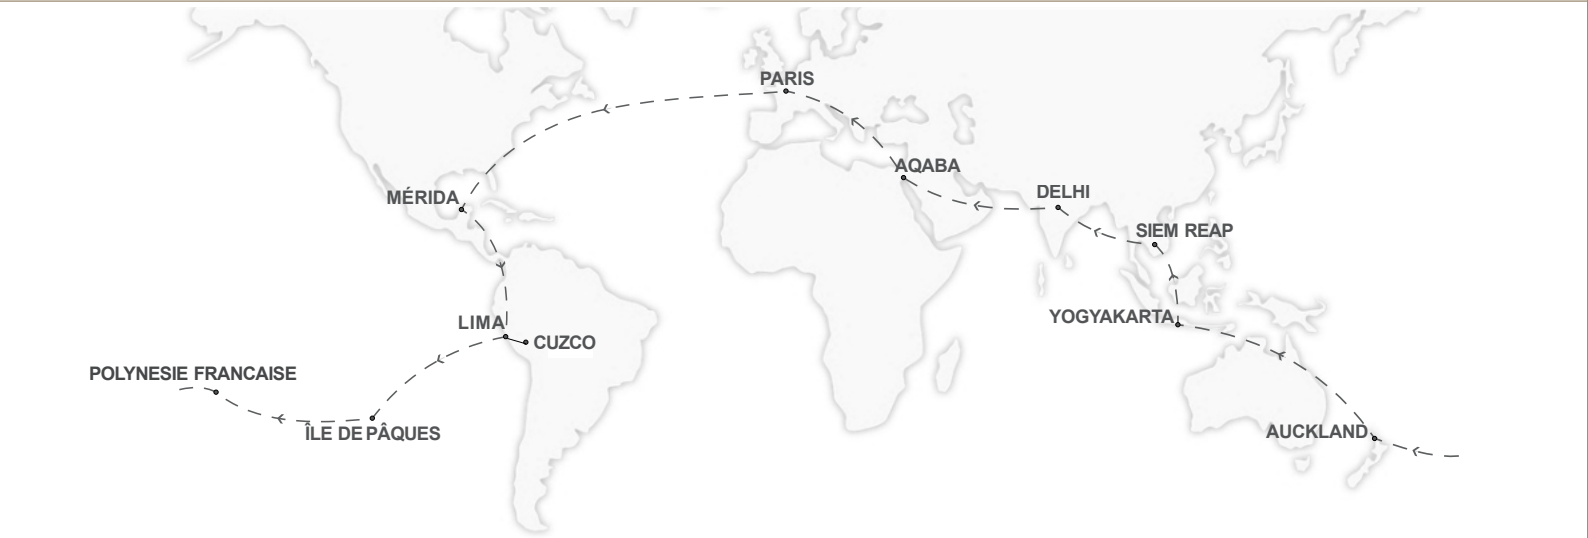 PARIS
AQABA
DELHI
MÉRIDA
SIEM REAP
YOGYAKARTA
LIMA
CUZCO
POLYNESIE FRANCAISE
ÎLE DE PÂQUES
AUCKLAND